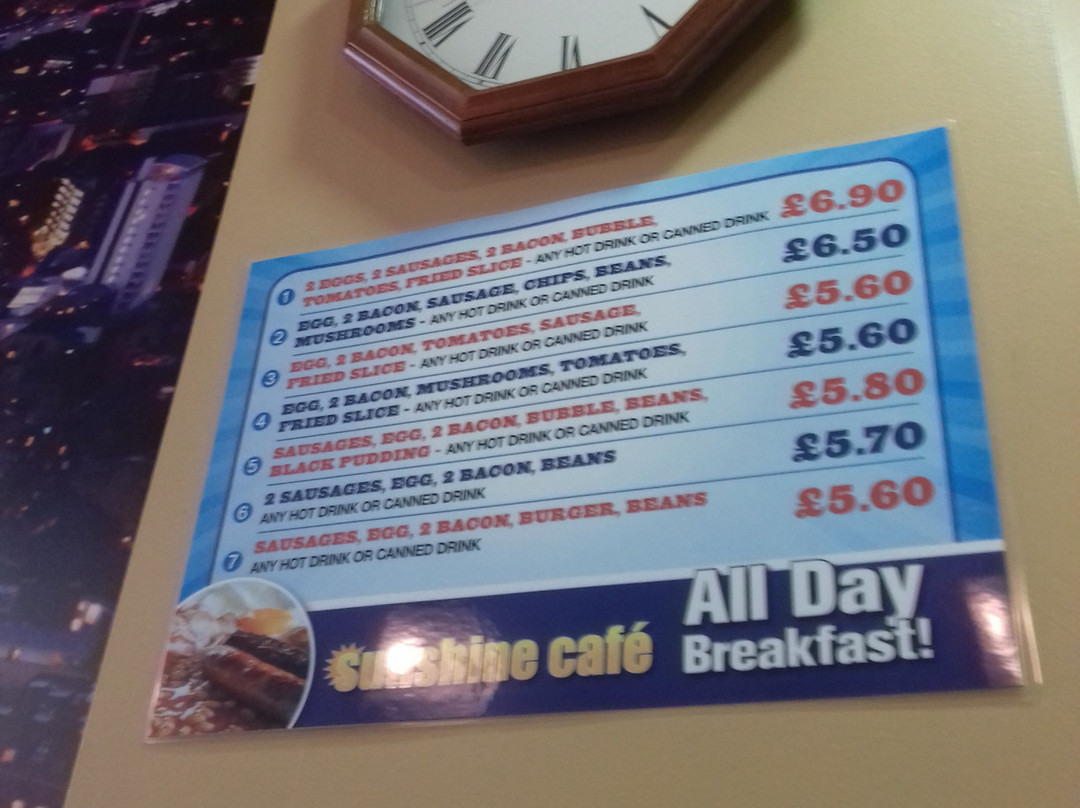 1 2 EGGS, 2 SAUSAGES, 2 BACON, BUBBLE,
TOMATOES, FRIED SLICE - ANY HOT DRINK OR CANNED DRINK £6.90
2 EGG, 2 BACON, SAUSAGE, CHIPS, BEANS,
MUSHROOMS - ANY HOT DRINK OR CANNED DRINK £6.50
3 EGG, 2 BACON, TOMATOES, SAUSAGE,
FRIED SLICE - ANY HOT DRINK OR CANNED DRINK £5.60
4 EGG, 2 BACON, MUSHROOMS, TOMATOES,
FRIED SLICE - ANY HOT DRINK OR CANNED DRINK £5.60
5 SAUSAGES, EGG, 2 BACON, BUBBLE, BEANS,
BLACK PUDDING - ANY HOT DRINK OR CANNED DRINK £5.80
6 2 SAUSAGES, EGG, 2 BACON, BEANS £5.70
ANY HOT DRINK OR CANNED DRINK
7 SAUSAGES, EGG, 2 BACON, BURGER, BEANS £5.60
ANY HOT DRINK OR CANNED DRINK
sunshine café
All Day
Breakfast!